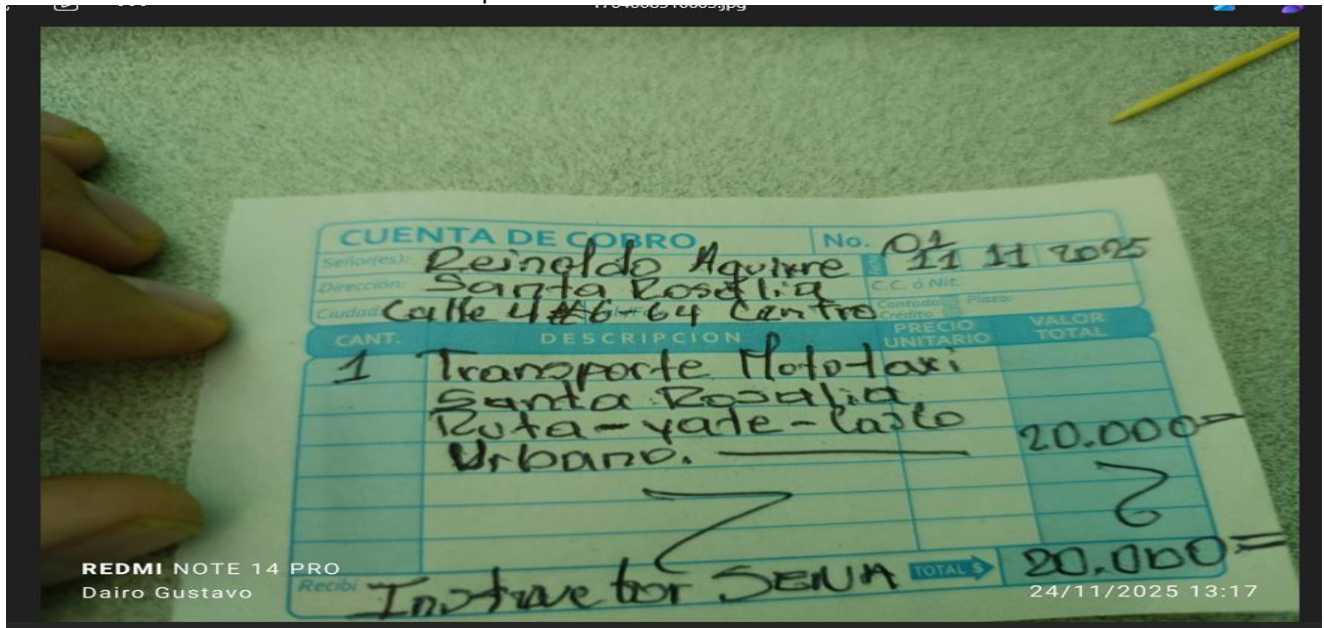 CUENTA DE COBRO No. 01
Señor(es): Reinaldo Aguirre 11 11 2025
Dirección: Santa Rosalia C.C. ó Nit.
Ciudad Calle 4 #6-64 Centro Contado Plazo:
Crédito
CANT. DESCRIPCION PRECIO UNITARIO VALOR TOTAL
1 Transporte Mototaxi
Santa Rosalia
Ruta - yate - Casco
Urbano. 20.000=
Recibí Instructor SENA TOTAL $ 20.000=
REDMI NOTE 14 PRO
Dairo Gustavo 24/11/2025 13:17